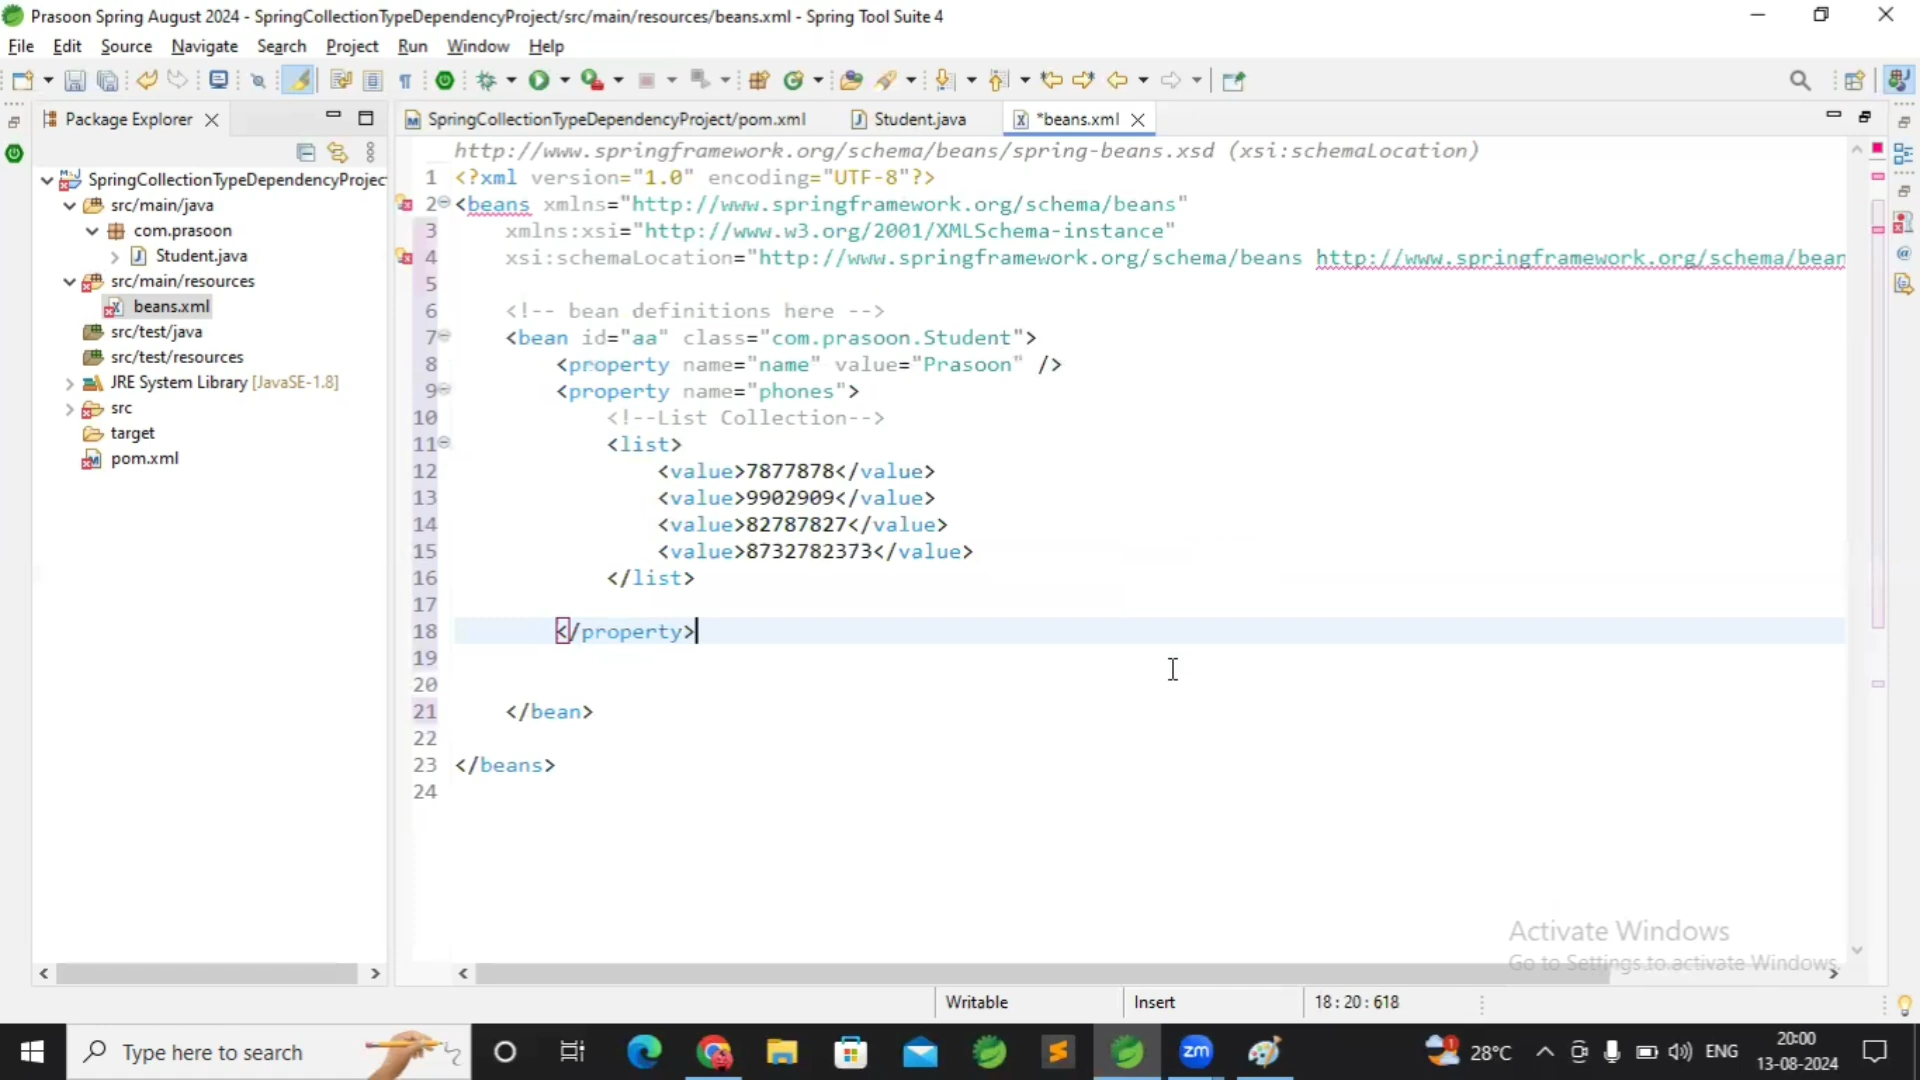 Prasoon Spring August 2024 - SpringCollectionTypeDependencyProject/src/main/resources/beans.xml - Spring Tool Suite 4
File Edit Source Navigate Search Project Run Window Help
Package Explorer
SpringCollectionTypeDependencyProject/pom.xml Student.java *beans.xml
SpringCollectionTypeDependencyProjec
src/main/java
com.prasoon
Student.java
src/main/resources
beans.xml
src/test/java
src/test/resources
JRE System Library [JavaSE-1.8]
src
target
pom.xml
http://www.springframework.org/schema/beans/spring-beans.xsd (xsi:schemaLocation)
1 <?xml version="1.0" encoding="UTF-8"?>
2 <beans xmlns="http://www.springframework.org/schema/beans"
3 xmlns:xsi="http://www.w3.org/2001/XMLSchema-instance"
4 xsi:schemaLocation="http://www.springframework.org/schema/beans http://www.springframework.org/schema/bean
5
6 <!-- bean definitions here -->
7 <bean id="aa" class="com.prasoon.Student">
8 <property name="name" value="Prasoon" />
9 <property name="phones">
10 <!--List Collection-->
11 <list>
12 <value>7877878</value>
13 <value>9902909</value>
14 <value>82787827</value>
15 <value>8732782373</value>
16 </list>
17
18 </property>
19
20
21 </bean>
22
23 </beans>
24
Activate Windows
Go to Settings to activate Windows.
Writable Insert 18:20:618
Type here to search
zm
28°C ENG
20:00
13-08-2024